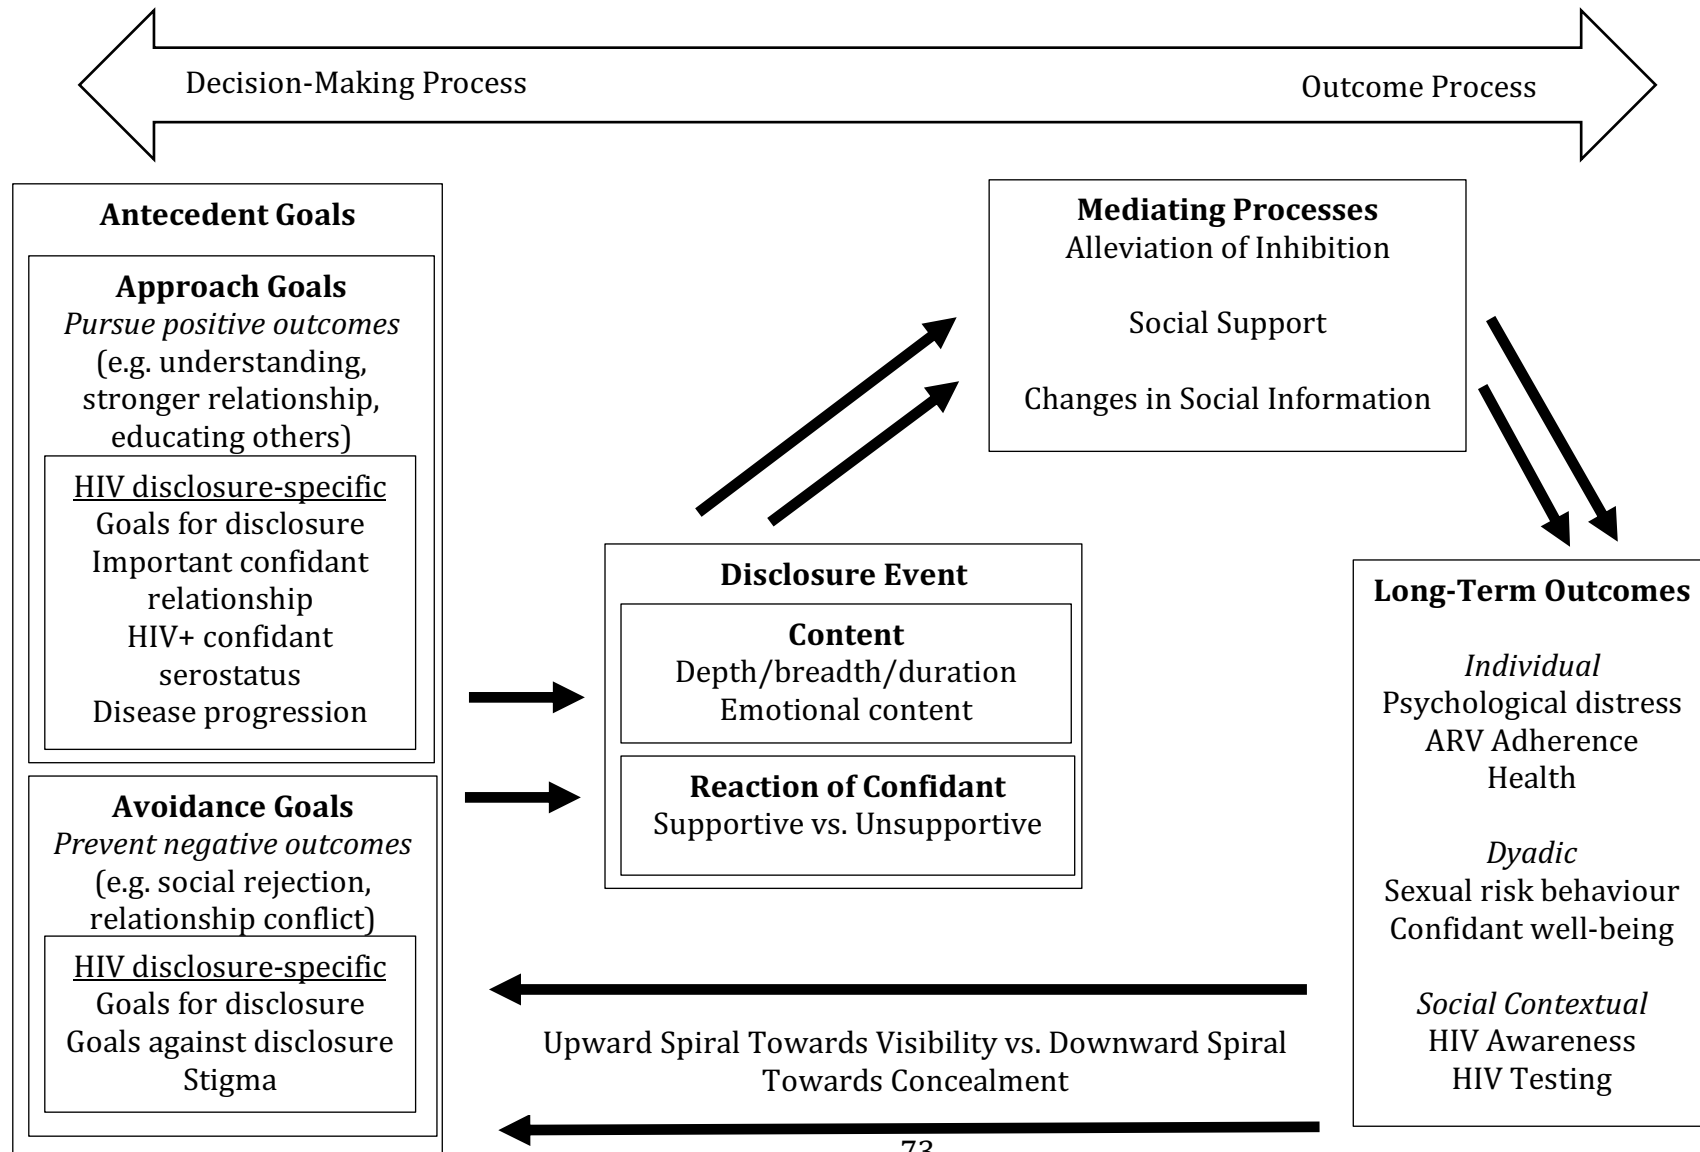 Decision-Making Process
Outcome Process
Antecedent Goals
Approach Goals
Pursue positive outcomes
(e.g. understanding,
stronger relationship,
educating others)
HIV disclosure-specific
Goals for disclosure
Important confidant
relationship
HIV+ confidant
serostatus
Disease progression
Avoidance Goals
Prevent negative outcomes
(e.g. social rejection,
relationship conflict)
HIV disclosure-specific
Goals for disclosure
Goals against disclosure
Stigma
Disclosure Event
Content
Depth/breadth/duration
Emotional content
Reaction of Confidant
Supportive vs. Unsupportive
Mediating Processes
Alleviation of Inhibition
Social Support
Changes in Social Information
Long-Term Outcomes
Individual
Psychological distress
ARV Adherence
Health
Dyadic
Sexual risk behaviour
Confidant well-being
Social Contextual
HIV Awareness
HIV Testing
Upward Spiral Towards Visibility vs. Downward Spiral
Towards Concealment
73